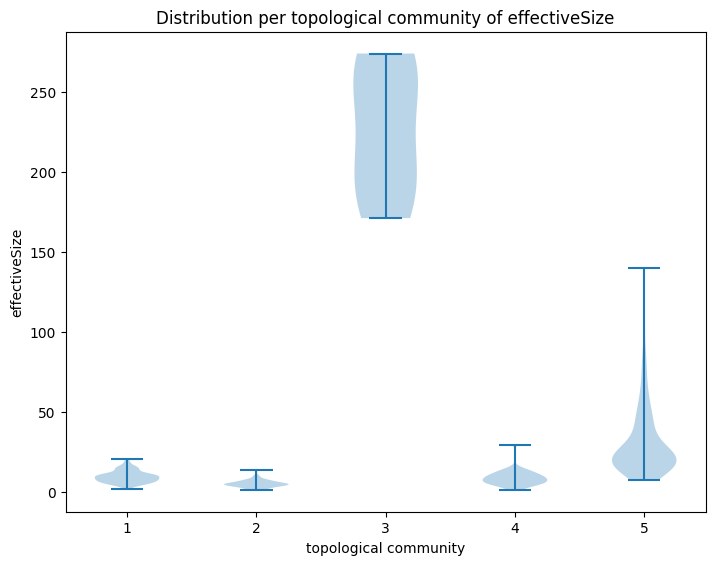 Distribution per topological community of effectiveSize
250
200
150
100
50
0
effectiveSize
1 2 3 4 5
topological community